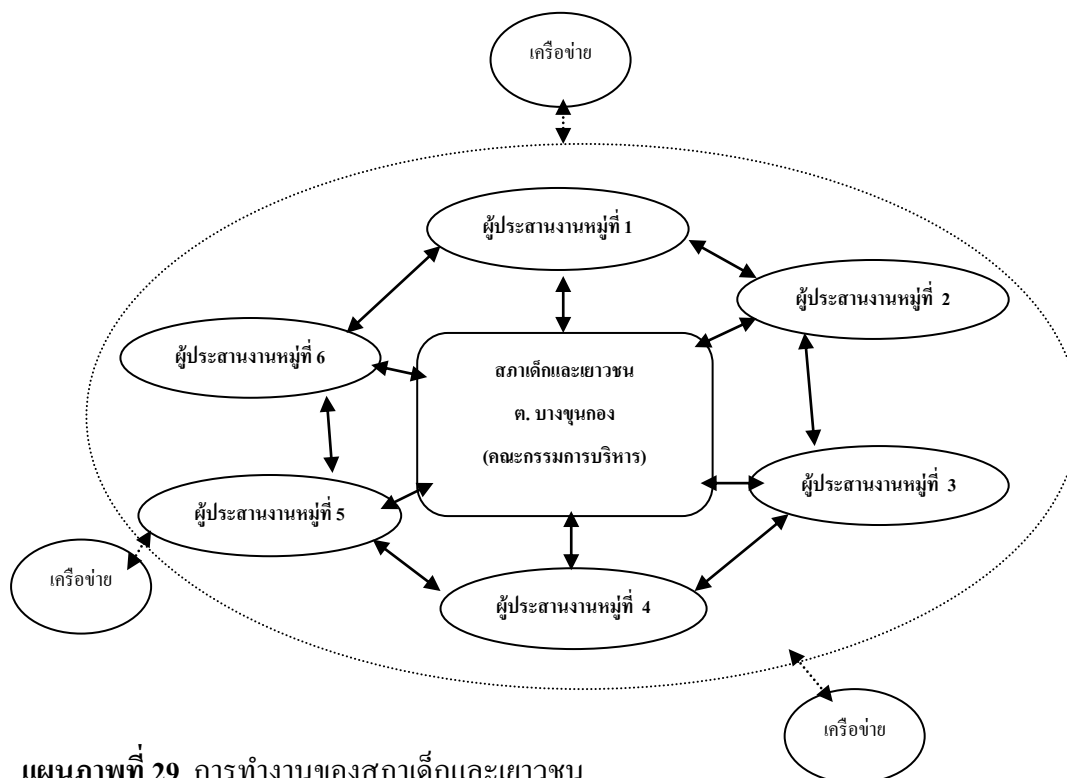 เครือข่าย
ผู้ประสานงานหมู่ที่ 1
ผู้ประสานงานหมู่ที่ 2
ผู้ประสานงานหมู่ที่ 6
สภาเด็กและเยาวชน
ต. บางขุนกอง
(คณะกรรมการบริหาร)
ผู้ประสานงานหมู่ที่ 3
ผู้ประสานงานหมู่ที่ 5
เครือข่าย
ผู้ประสานงานหมู่ที่ 4
เครือข่าย
แผนภาพที่ 29 การทำงานของสภาเด็กและเยาวชน